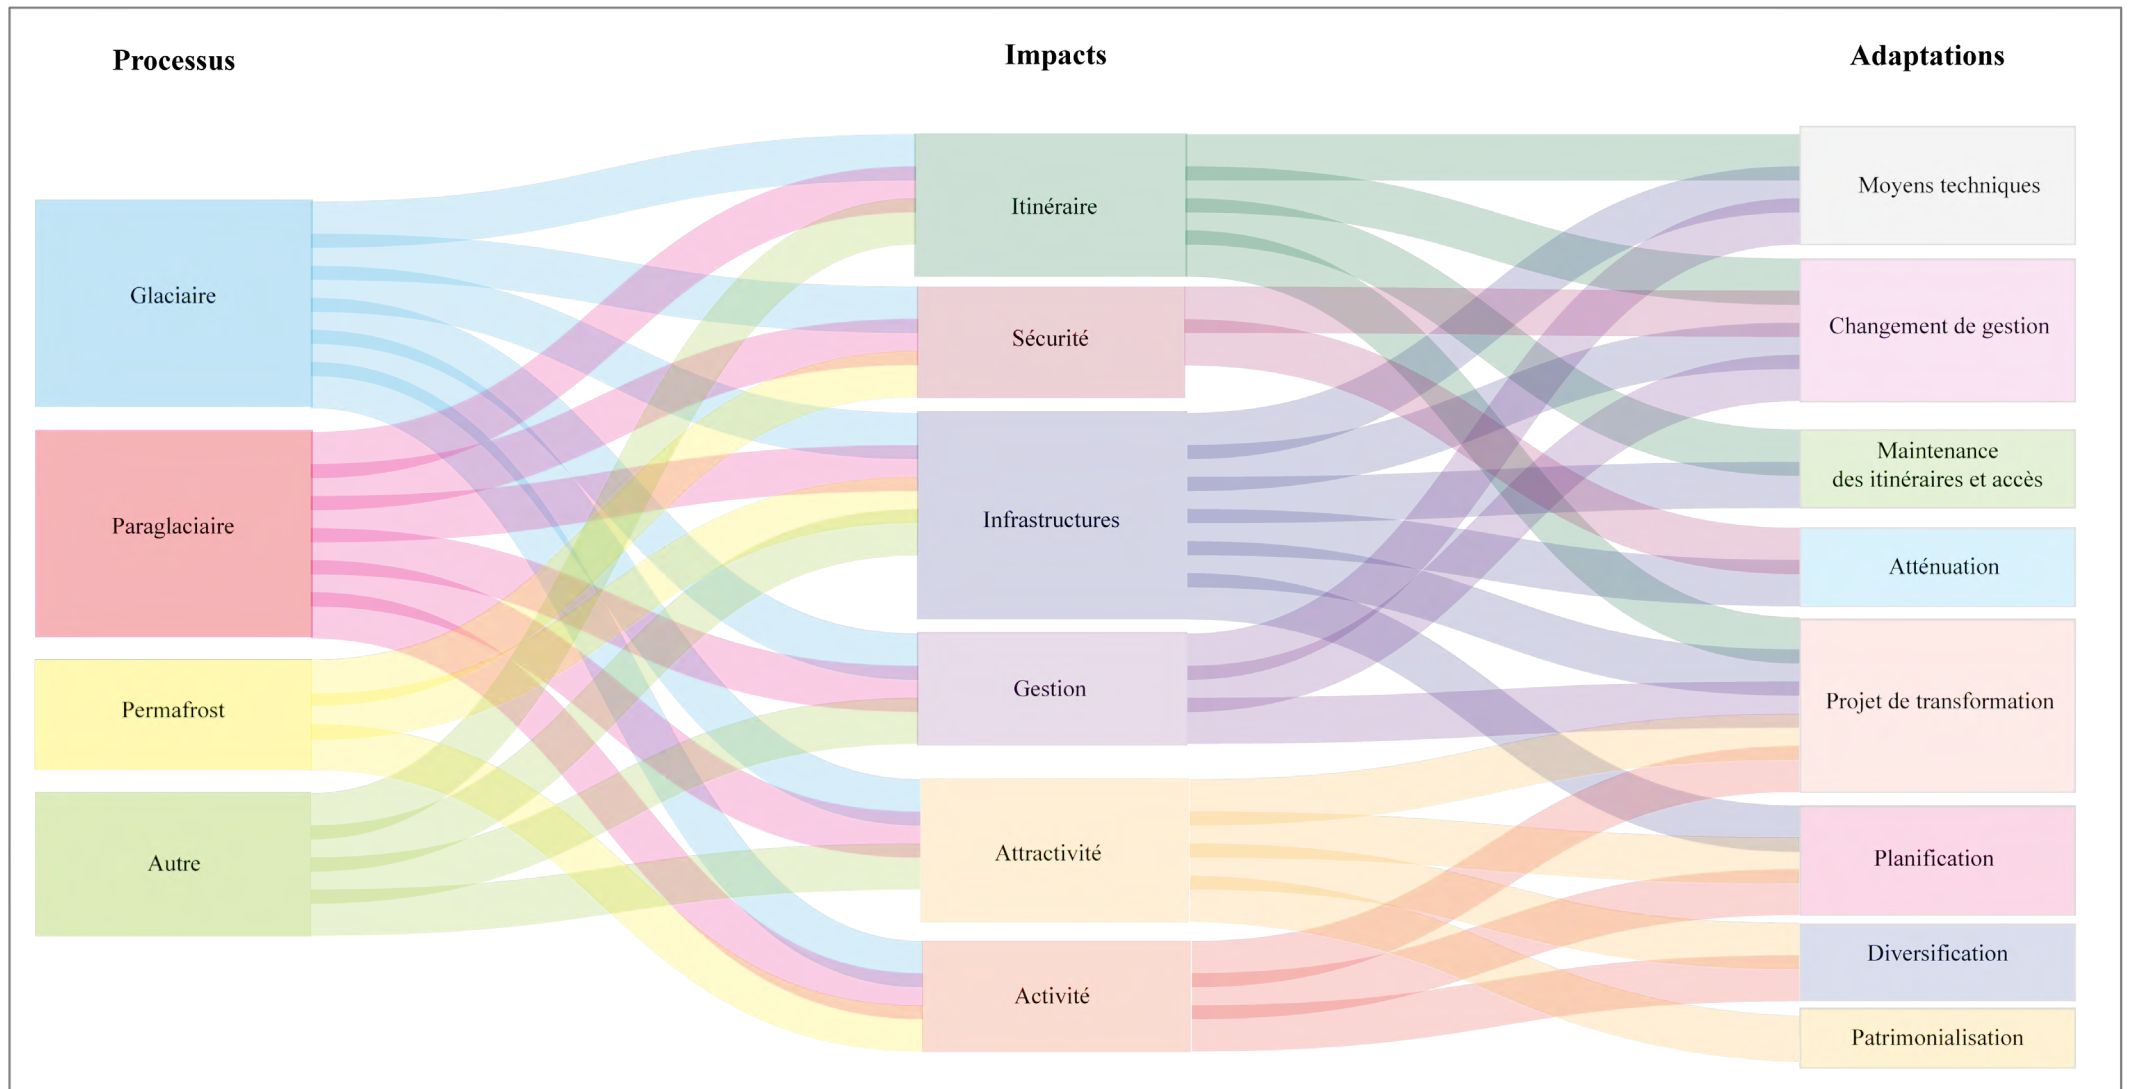 Processus
Impacts
Adaptations
Glaciaire
Paraglaciaire
Permafrost
Autre
Itinéraire
Sécurité
Infrastructures
Gestion
Attractivité
Activité
Moyens techniques
Changement de gestion
Maintenance
des itinéraires et accès
Atténuation
Projet de transformation
Planification
Diversification
Patrimonialisation